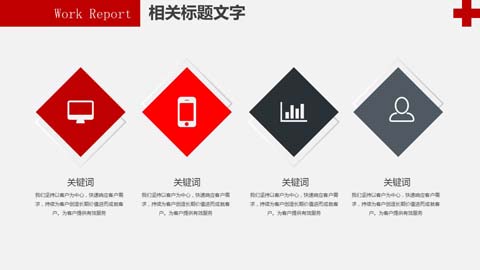 Work Report
相关标题文字
关键词
我们坚持以客户为中心，快速响应客户需
求，持续为客户创造长期价值进而成就客
户。为客户提供有效服务
关键词
我们坚持以客户为中心，快速响应客户需
求，持续为客户创造长期价值进而成就客
户。为客户提供有效服务
关键词
我们坚持以客户为中心，快速响应客户需
求，持续为客户创造长期价值进而成就客
户。为客户提供有效服务
关键词
我们坚持以客户为中心，快速响应客户需
求，持续为客户创造长期价值进而成就客
户。为客户提供有效服务